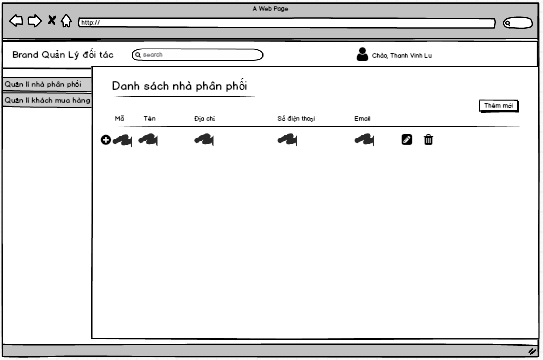 A Web Page
http://
Brand Quản Lý đối tác
search
Chào, Thanh Vinh Lu
Quản lí nhà phân phối
Quản lí khách mua hàng
Danh sách nhà phân phối
Thêm mới
Mã Tên Địa chỉ Số điện thoại Email